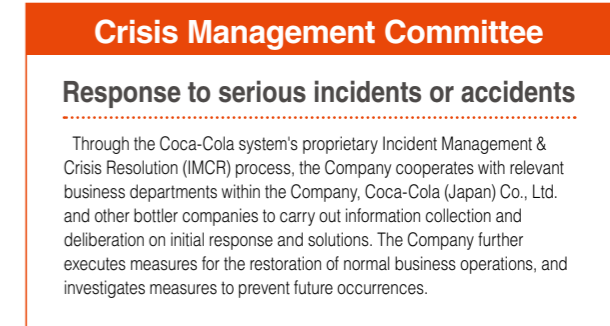 Crisis Management Committee
Response to serious incidents or accidents
Through the Coca-Cola system's proprietary Incident Management &
Crisis Resolution (IMCR) process, the Company cooperates with relevant
business departments within the Company, Coca-Cola (Japan) Co., Ltd.
and other bottler companies to carry out information collection and
deliberation on initial response and solutions. The Company further
executes measures for the restoration of normal business operations, and
investigates measures to prevent future occurrences.